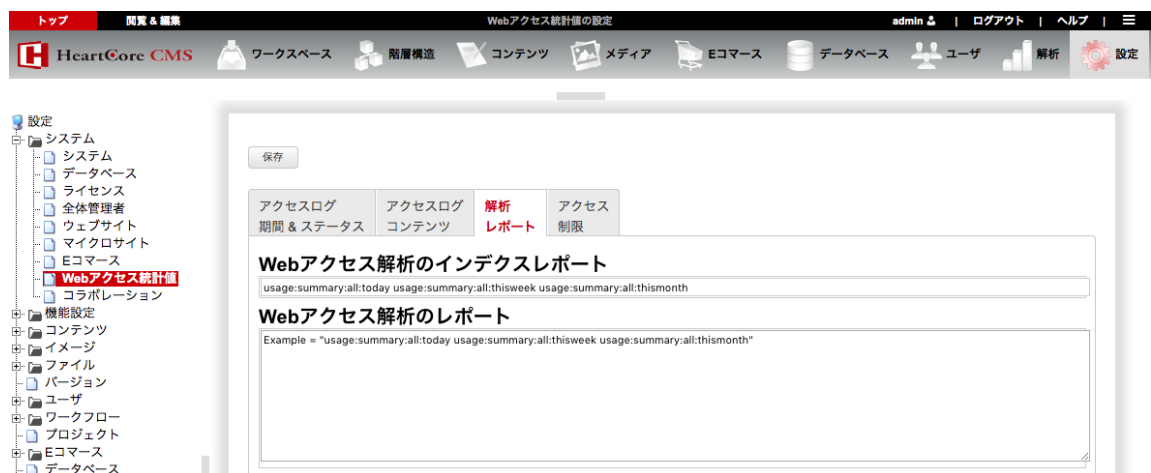 トップ
閲覧 & 編集
Webアクセス統計値の設定
admin
|
ログアウト
|
ヘルプ
|
HeartCore CMS
ワークスペース
階層構造
コンテンツ
メディア
Eコマース
データベース
ユーザ
解析
設定
設定
システム
システム
データベース
ライセンス
全体管理者
ウェブサイト
マイクロサイト
Eコマース
Webアクセス統計値
コラボレーション
機能設定
コンテンツ
イメージ
ファイル
バージョン
ユーザ
ワークフロー
プロジェクト
Eコマース
データベース
保存
アクセスログ
期間 & ステータス
アクセスログ
コンテンツ
解析
レポート
アクセス
制限
Webアクセス解析のインデクスレポート
usage:summary:all:today usage:summary:all:thisweek usage:summary:all:thismonth
Webアクセス解析のレポート
Example = "usage:summary:all:today usage:summary:all:thisweek usage:summary:all:thismonth"